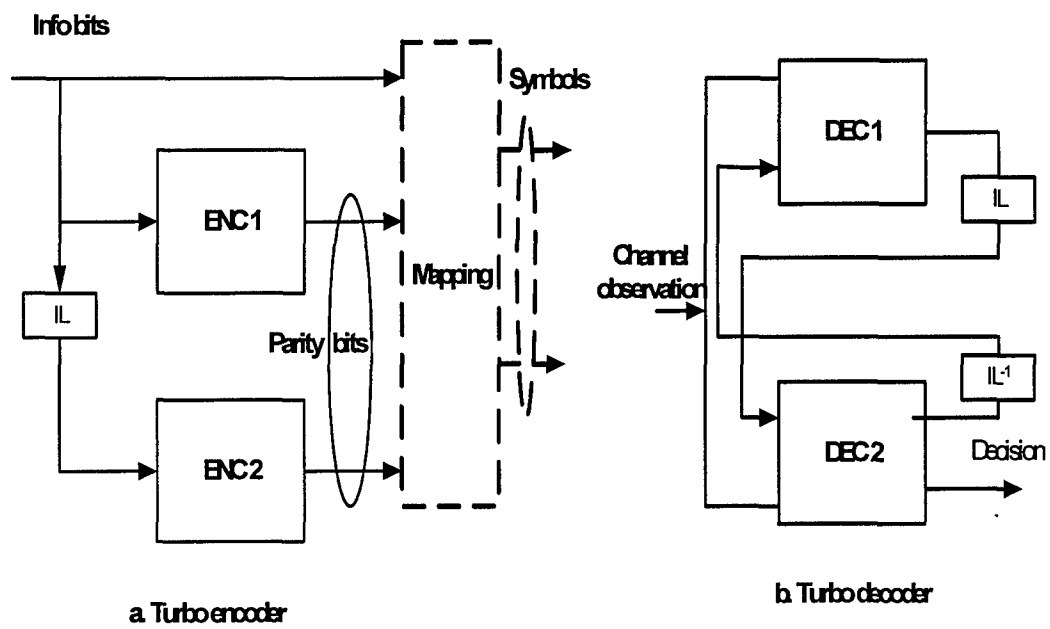 Info bits
Symbols
ENC1
IL
Mapping
Parity bits
ENC2
a. Turbo encoder
DEC1
IL
Channel
observation
IL-1
DEC2
Decision
b. Turbo decoder